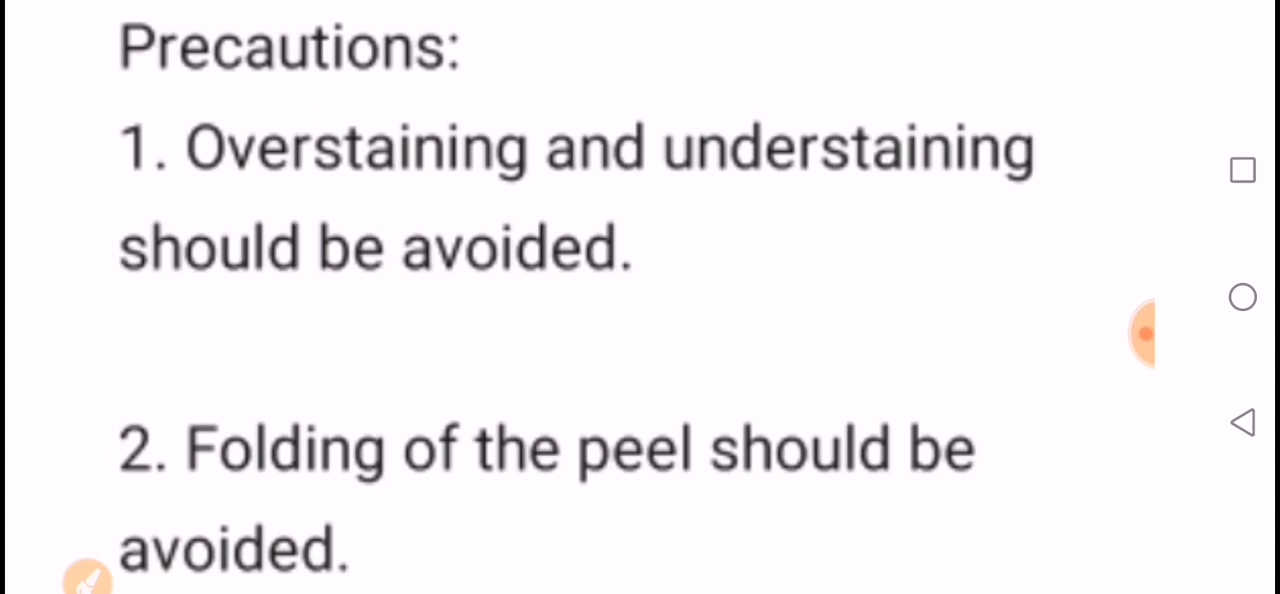 Precautions:
1. Overstaining and understaining
should be avoided.
2. Folding of the peel should be
avoided.